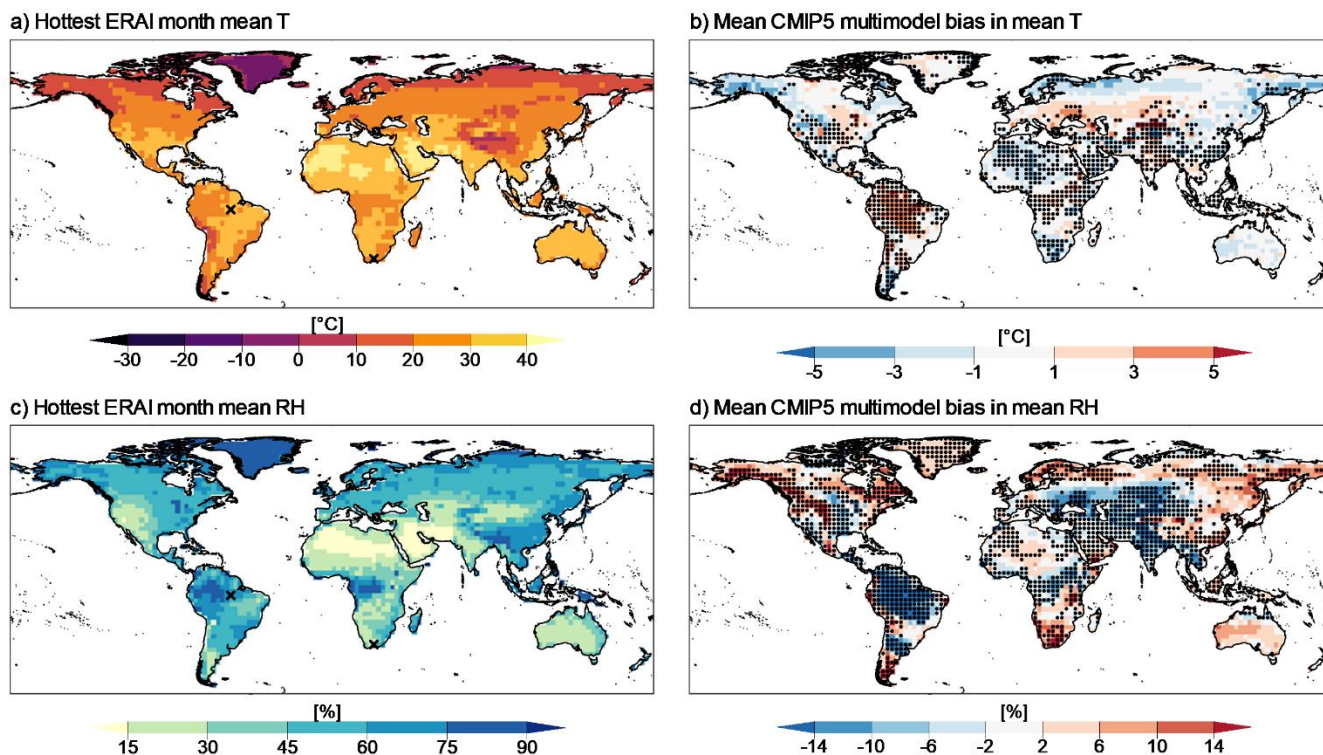 a) Hottest ERAI month mean T
b) Mean CMIP5 multimodel bias in mean T
[°C]
-30 -20 -10 0 10 20 30 40
[°C]
-5 -3 -1 1 3 5
c) Hottest ERAI month mean RH
d) Mean CMIP5 multimodel bias in mean RH
[%]
15 30 45 60 75 90
[%]
-14 -10 -6 -2 2 6 10 14